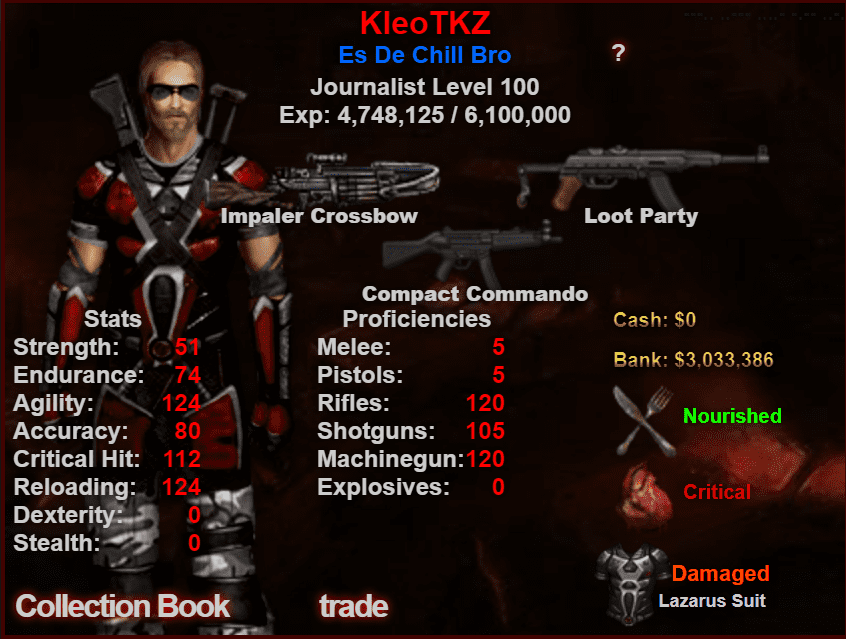 KleoTKZ
Es De Chill Bro
?
Journalist Level 100
Exp: 4,748,125 / 6,100,000
Impaler Crossbow
Loot Party
Compact Commando
Stats
Strength: 51
Endurance: 74
Agility: 124
Accuracy: 80
Critical Hit: 112
Reloading: 124
Dexterity: 0
Stealth: 0
Proficiencies
Melee: 5
Pistols: 5
Rifles: 120
Shotguns: 105
Machinegun: 120
Explosives: 0
Cash: $0
Bank: $3,033,386
Nourished
Critical
Damaged
Lazarus Suit
Collection Book
trade